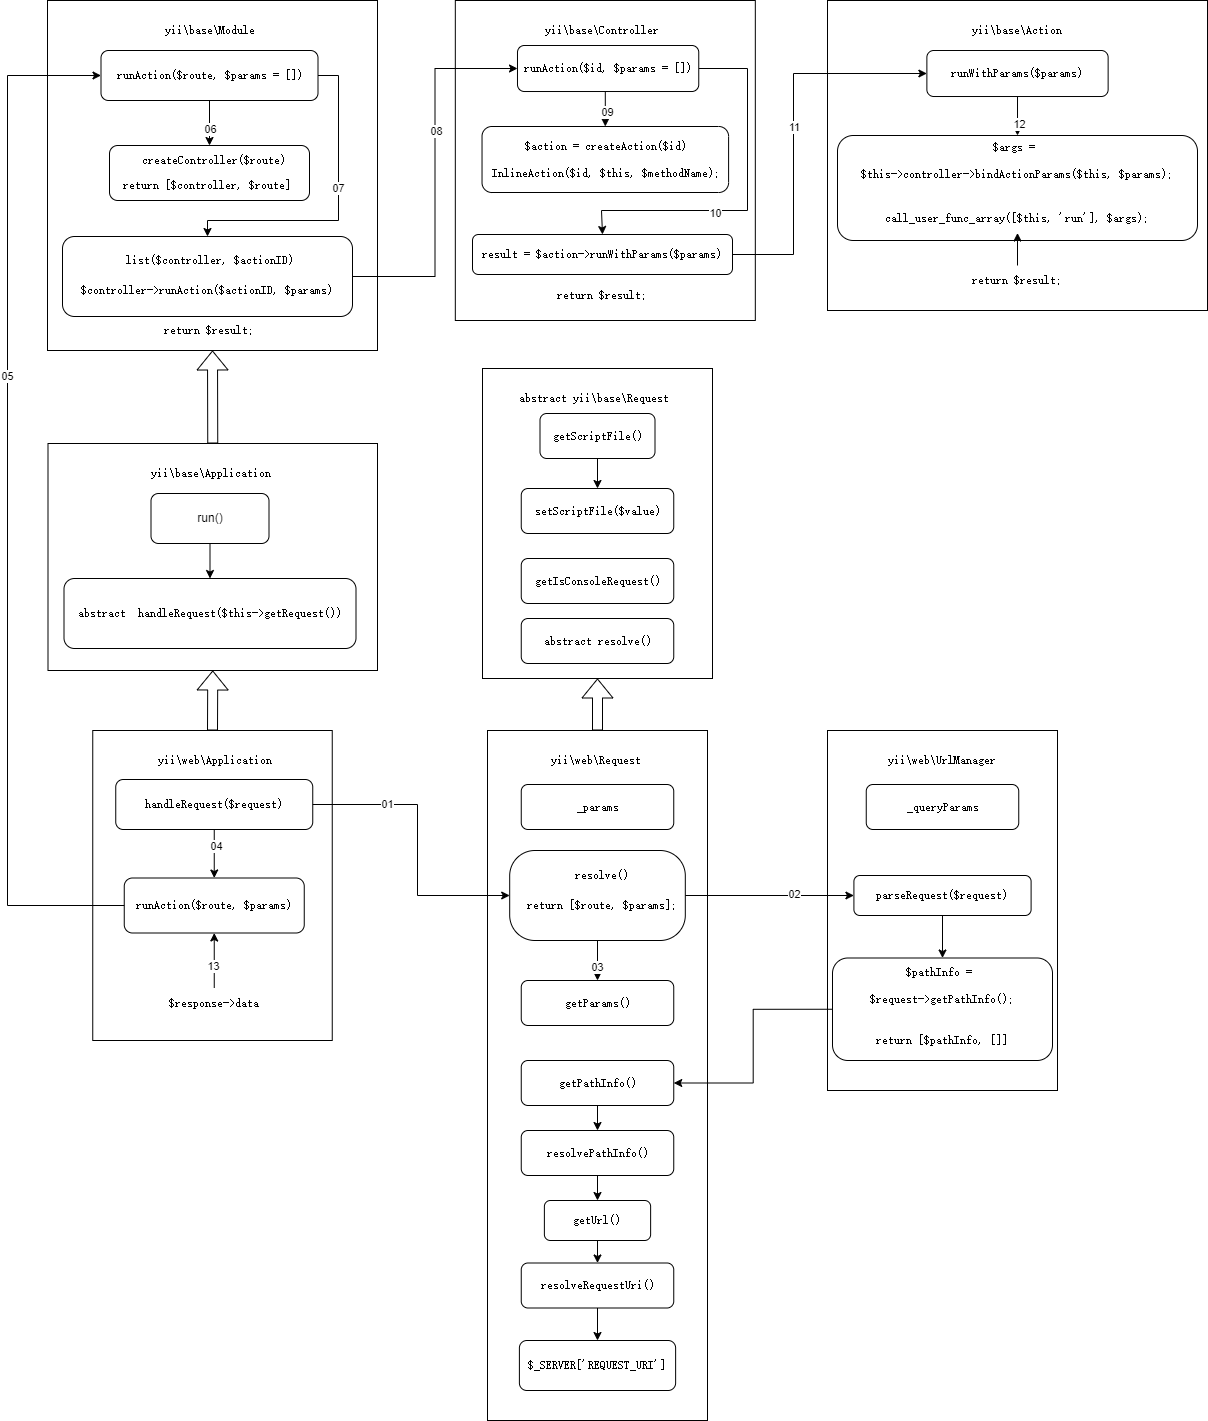 yii\base\Module
runAction($route, $params = [])
06
createController($route)
return [$controller, $route]
07
list($controller, $actionID)
$controller->runAction($actionID, $params)
return $result;
08
yii\base\Controller
runAction($id, $params = [])
09
$action = createAction($id)
InlineAction($id, $this, $methodName);
10
result = $action->runWithParams($params)
return $result;
11
yii\base\Action
runWithParams($params)
12
$args =
$this->controller->bindActionParams($this, $params);
call_user_func_array([$this, 'run'], $args);
return $result;
05
yii\base\Application
run()
abstract  handleRequest($this->getRequest())
abstract yii\base\Request
getScriptFile()
setScriptFile($value)
getIsConsoleRequest()
abstract resolve()
yii\web\Application
handleRequest($request)
01
04
runAction($route, $params)
13
$response->data
yii\web\Request
_params
resolve()
return [$route, $params];
02
03
getParams()
getPathInfo()
resolvePathInfo()
getUrl()
resolveRequestUri()
$_SERVER['REQUEST_URI']
yii\web\UrlManager
_queryParams
parseRequest($request)
$pathInfo =
$request->getPathInfo();
return [$pathInfo, []]